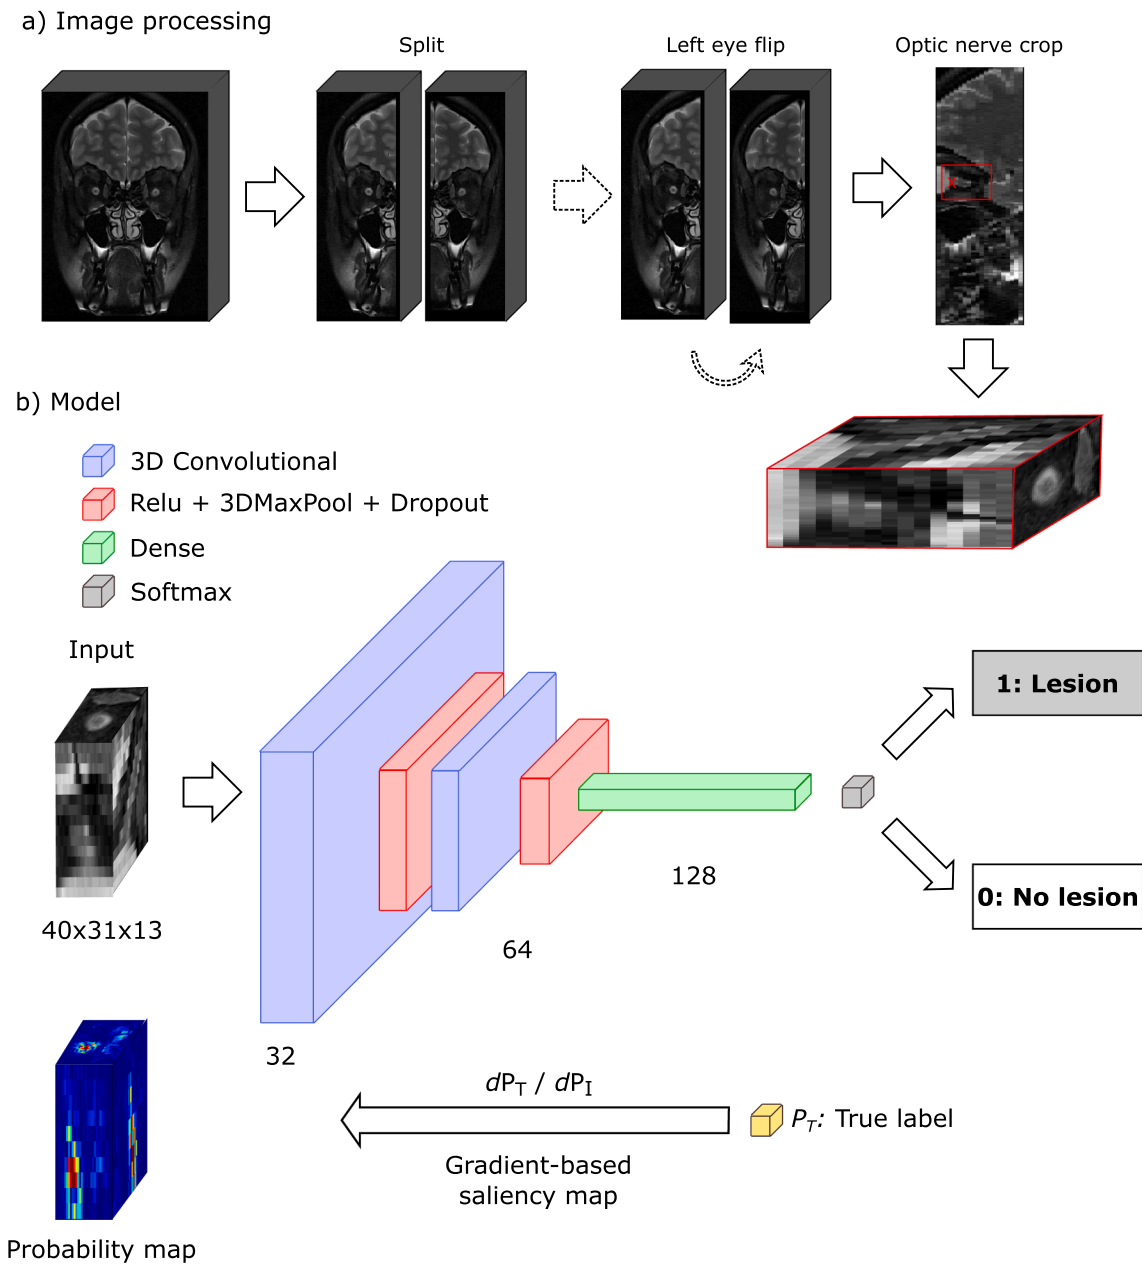 a) Image processing
Split
Left eye flip
Optic nerve crop
x
b) Model
3D Convolutional
Relu + 3DMaxPool + Dropout
Dense
Softmax
Input
1: Lesion
0: No lesion
128
40x31x13
64
32
dP_T / dP_I
P_T: True label
Gradient-based
saliency map
Probability map